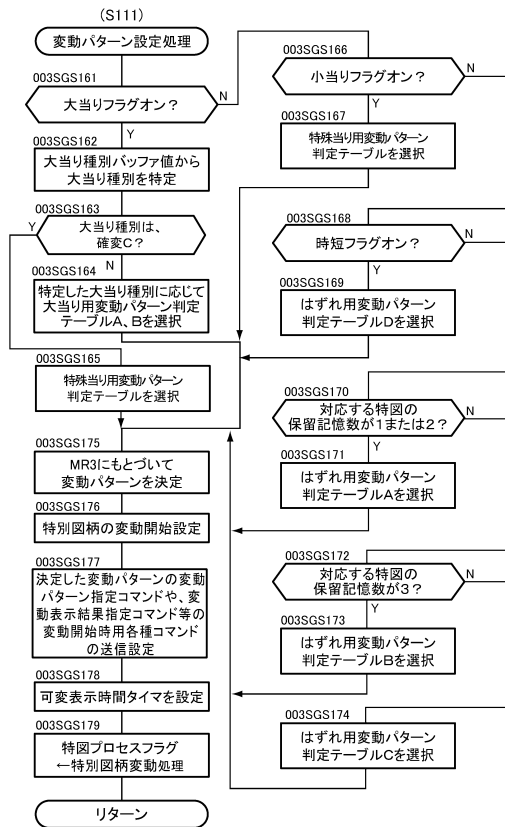 (S111)
変動パターン設定処理
003SGS161
大当りフラグオン？
N
Y
003SGS162
大当り種別バッファ値から
大当り種別を特定
003SGS163
Y
大当り種別は、
確変C？
N
003SGS164
特定した大当り種別に応じて
大当り用変動パターン判定
テーブルA、Bを選択
003SGS165
特殊当り用変動パターン
判定テーブルを選択
003SGS175
MR3にもとづいて
変動パターンを決定
003SGS176
特別図柄の変動開始設定
003SGS177
決定した変動パターンの変動
パターン指定コマンドや、変
動表示結果指定コマンド等の
変動開始時用各種コマンド
の送信設定
003SGS178
可変表示時間タイマを設定
003SGS179
特図プロセスフラグ
←特別図柄変動処理
リターン
003SGS166
小当りフラグオン？
N
Y
003SGS167
特殊当り用変動パターン
判定テーブルを選択
003SGS168
時短フラグオン？
N
Y
003SGS169
はずれ用変動パターン
判定テーブルDを選択
003SGS170
対応する特図の
保留記憶数が1または2？
N
Y
003SGS171
はずれ用変動パターン
判定テーブルAを選択
003SGS172
対応する特図の
保留記憶数が3？
N
Y
003SGS173
はずれ用変動パターン
判定テーブルBを選択
003SGS174
はずれ用変動パターン
判定テーブルCを選択